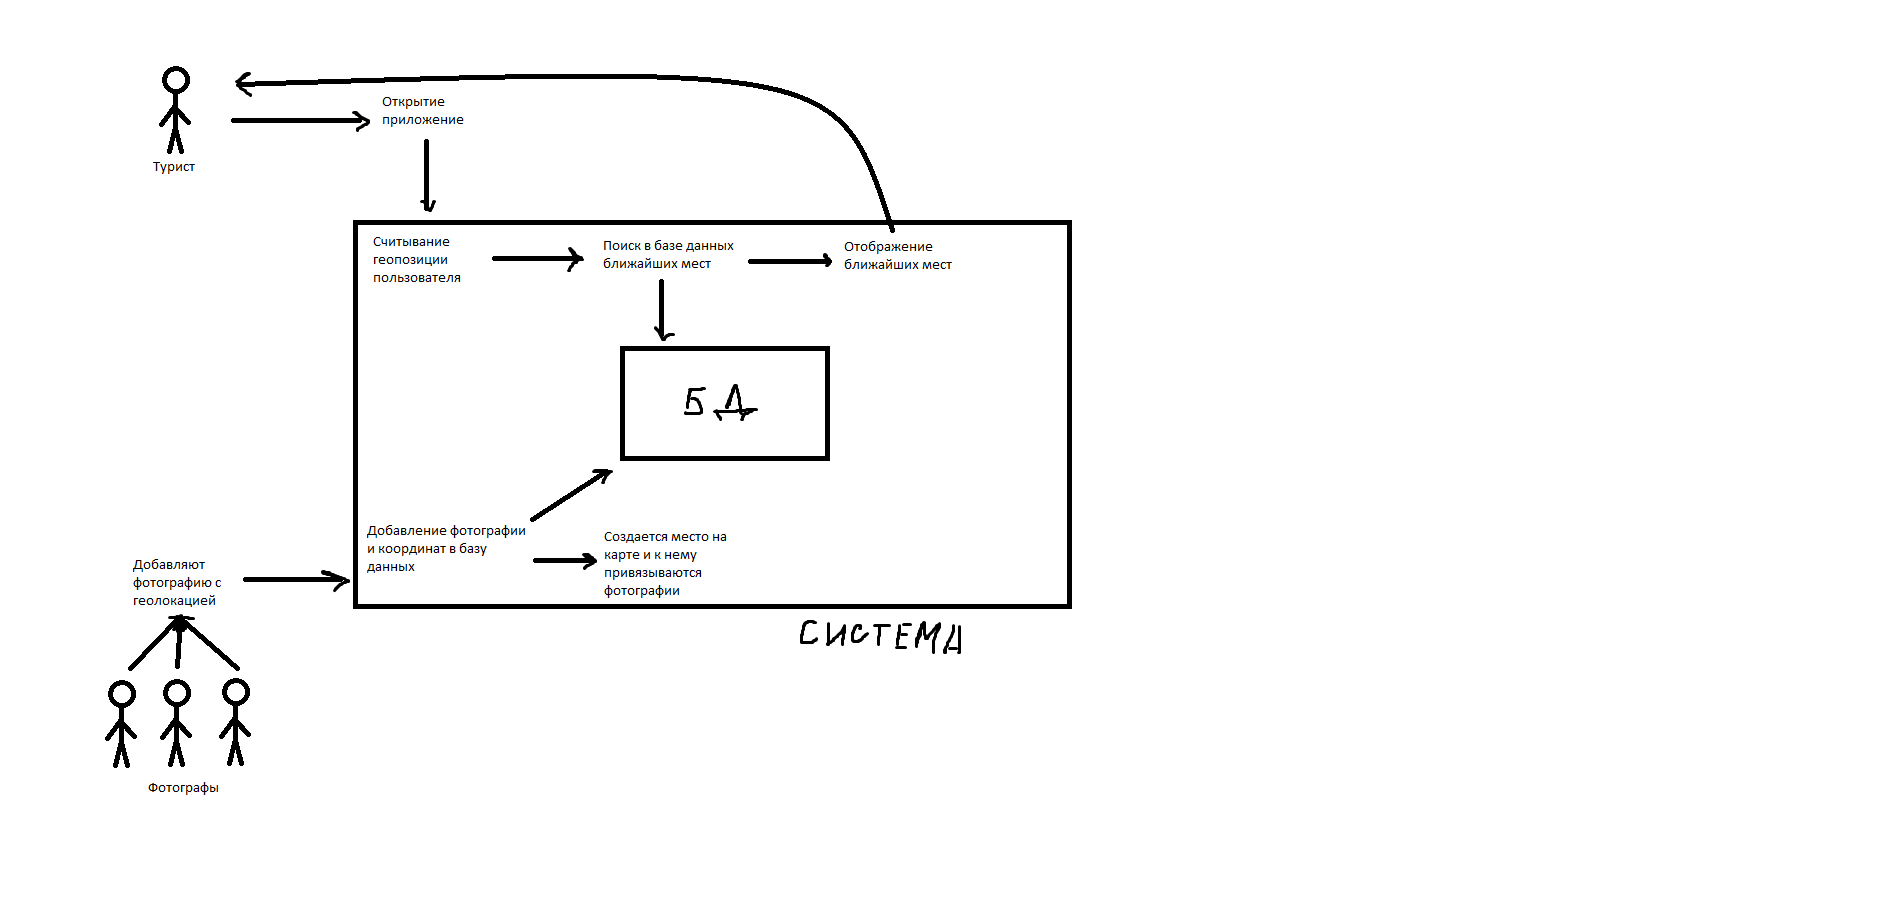 Открытие
приложение
Турист
Считывание
геопозиции
пользователя
Поиск в базе данных
ближайших мест
Отображение
ближайших мест
БД
Добавление фотографии
и координат в базу
данных
Создается место на
карте и к нему
привязываются
фотографии
Добавляют
фотографию с
геолокацией
СИСТЕМА
Фотографы